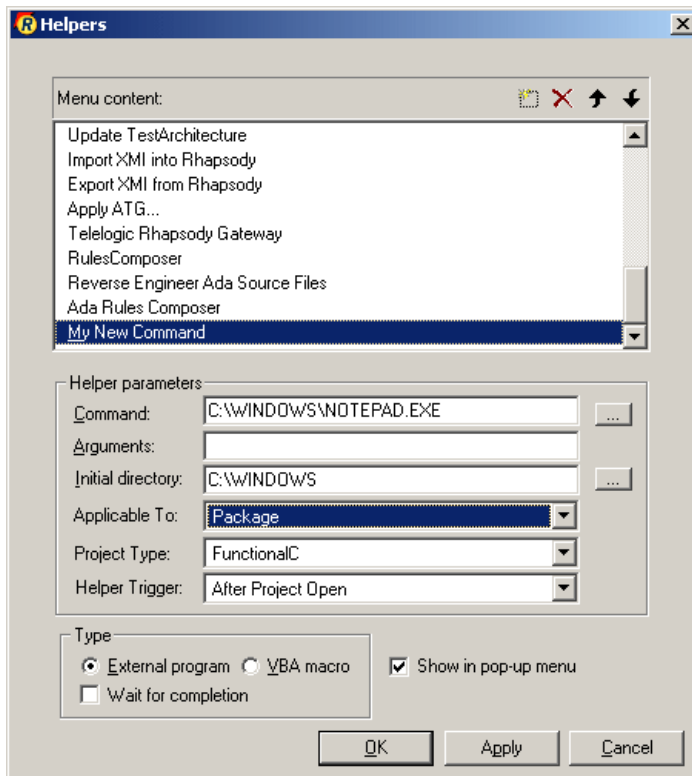 Helpers
Menu content:
Update TestArchitecture
Import XMI into Rhapsody
Export XMI from Rhapsody
Apply ATG...
Telelogic Rhapsody Gateway
RulesComposer
Reverse Engineer Ada Source Files
Ada Rules Composer
My New Command
Helper parameters
Command: C:\WINDOWS\NOTEPAD.EXE ...
Arguments:
Initial directory: C:\WINDOWS ...
Applicable To: Package
Project Type: FunctionalC
Helper Trigger: After Project Open
Type
External program VBA macro Show in pop-up menu
Wait for completion
OK Apply Cancel